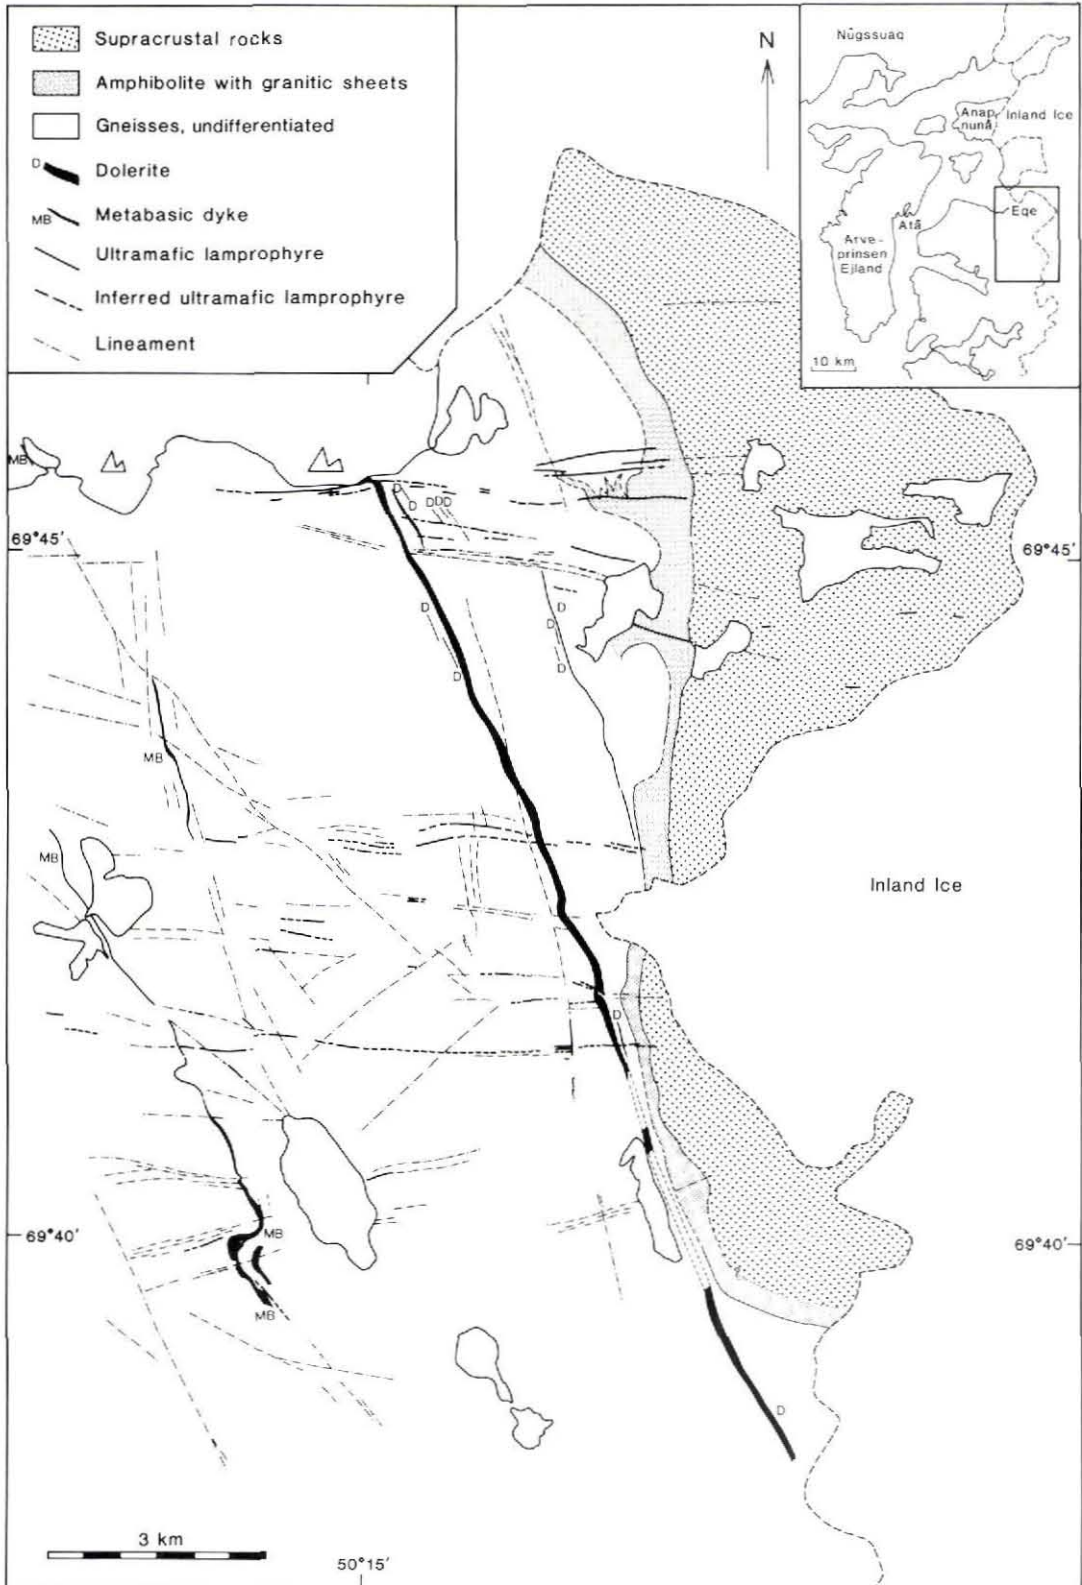 Supracrustal rocks
Amphibolite with granitic sheets
Gneisses, undifferentiated
D
Dolerite
MB
Metabasic dyke
Ultramafic lamprophyre
Inferred ultramafic lamprophyre
Lineament
N
Nûgssuaq
Anap
nunâ
Inland Ice
Eqe
Atâ
Arve-
prinsen
Ejland
10 km
MB
D
D
D
D
D
69°45'
69°45'
D
D
D
D
D
MB
MB
Inland Ice
D
69°40'
69°40'
MB
MB
D
3 km
50°15'